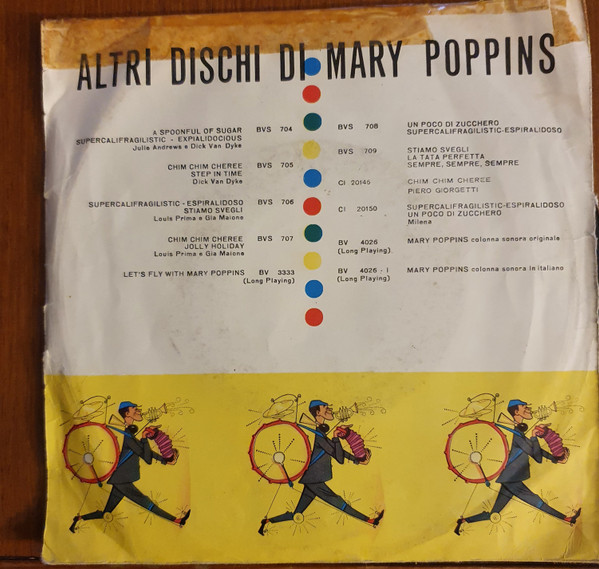 ALTRI DISCHI DI MARY POPPINS
A SPOONFUL OF SUGAR BVS 704
SUPERCALIFRAGILISTIC - EXPIALIDOCIOUS
Julie Andrews e Dick Van Dyke
CHIM CHIM CHEREE BVS 705
STEP IN TIME
Dick Van Dyke
SUPERCALIFRAGILISTIC - ESPIRALIDOSO BVS 706
STIAMO SVEGLI
Louis Prima e Gia Maione
CHIM CHIM CHEREE BVS 707
JOLLY HOLIDAY
Louis Prima e Gia Maione
LET'S FLY WITH MARY POPPINS BV 3333
(Long Playing)
BVS 708 UN POCO DI ZUCCHERO
SUPERCALIFRAGILISTIC-ESPIRALIDOSO
BVS 709 STIAMO SVEGLI
LA TATA PERFETTA
SEMPRE, SEMPRE, SEMPRE
CI 20146 CHIM CHIM CHEREE
PIERO GIORGETTI
CI 20150 SUPERCALIFRAGILISTIC-ESPIRALIDOSO
UN POCO DI ZUCCHERO
Milena
BV 4026 MARY POPPINS colonna sonora originale
(Long Playing)
BV 4026 - I MARY POPPINS colonna sonora in italiano
(Long Playing)